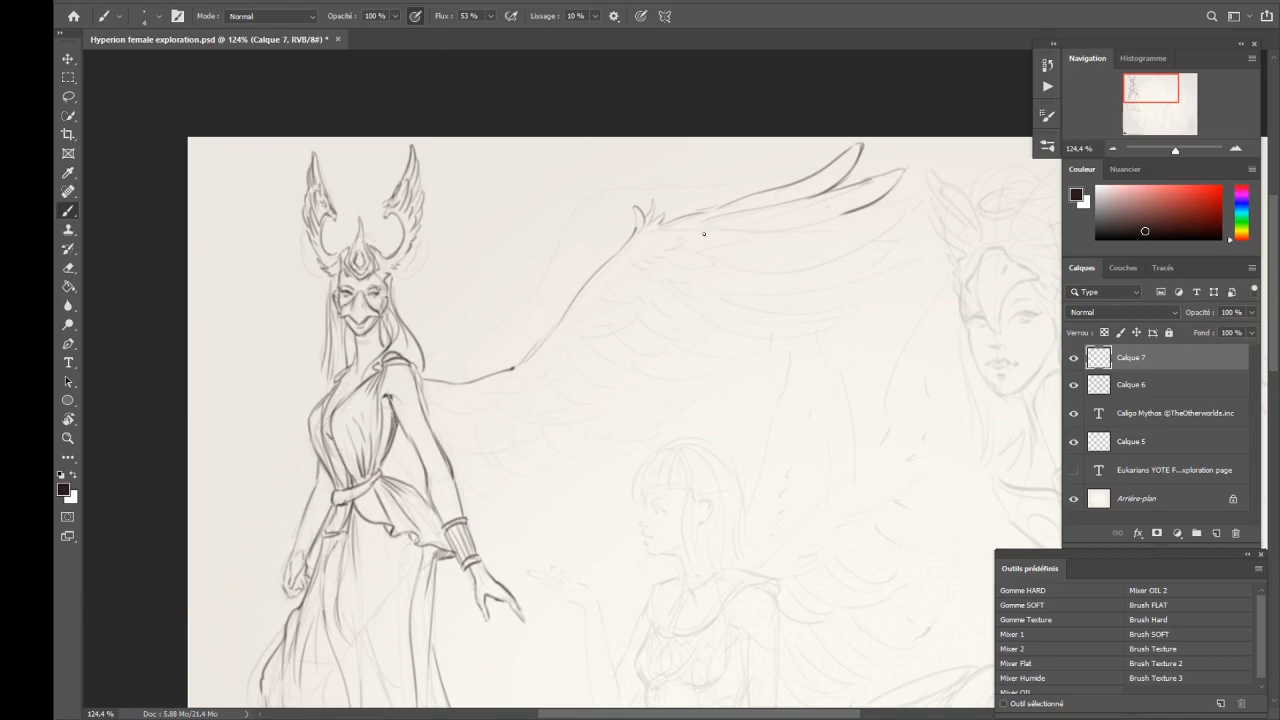 Mode : Normal Opacité : 100 % Flux : 53 % Lissage : 10 %
4
Hyperion female exploration.psd @ 124% (Calque 7, RVB/8#) *
Navigation Histogramme
124,4 %
Couleur Nuancier
Calques Couches Tracés
Type
Normal Opacité : 100 %
Verrou : Fond : 100 %
Calque 7
Calque 6
Caligo Mythos ©TheOtherworlds.inc
Calque 5
Eukarians YOTE F...xploration page
Arrière-plan
Outils prédéfinis
Gomme HARD Mixer OIL 2
Gomme SOFT Brush FLAT
Gomme Texture Brush Hard
Mixer 1 Brush SOFT
Mixer 2 Brush Texture
Mixer Flat Brush Texture 2
Mixer Humide Brush Texture 3
Mixer OIL
Outil sélectionné
124,4 % Doc : 5,88 Mo/21,4 Mo